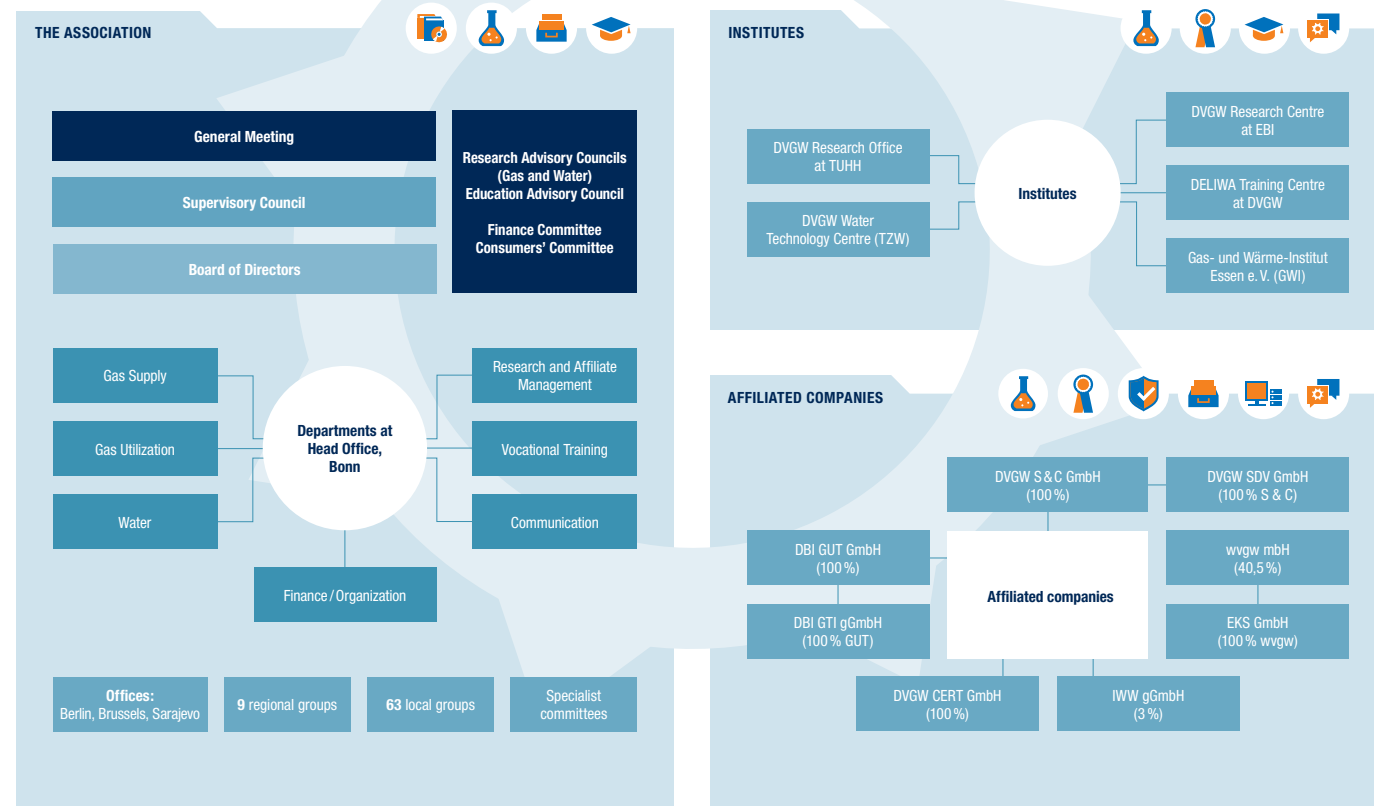 THE ASSOCIATION
General Meeting
Supervisory Council
Board of Directors
Research Advisory Councils
(Gas and Water)
Education Advisory Council
Finance Committee
Consumers' Committee
Gas Supply
Gas Utilization
Water
Departments at
Head Office,
Bonn
Research and Affiliate
Management
Vocational Training
Communication
Finance / Organization
Offices:
Berlin, Brussels, Sarajevo
9 regional groups
63 local groups
Specialist
committees
INSTITUTES
DVGW Research Office
at TUHH
DVGW Water
Technology Centre (TZW)
Institutes
DVGW Research Centre
at EBI
DELIWA Training Centre
at DVGW
Gas- und Wärme-Institut
Essen e. V. (GWI)
AFFILIATED COMPANIES
DVGW S & C GmbH
(100 %)
DVGW SDV GmbH
(100 % S & C)
DBI GUT GmbH
(100 %)
DBI GTI gGmbH
(100 % GUT)
Affiliated companies
wvgw mbH
(40,5 %)
EKS GmbH
(100 % wvgw)
DVGW CERT GmbH
(100 %)
IWW gGmbH
(3 %)